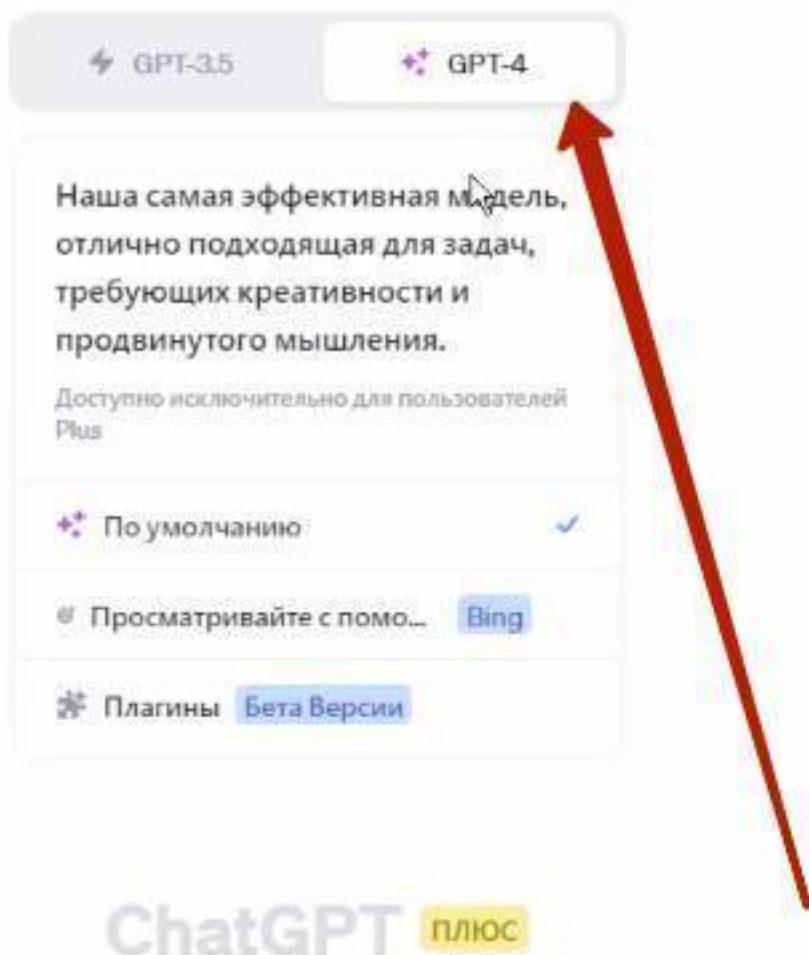 GPT-3.5
GPT-4
Наша самая эффективная модель,
отлично подходящая для задач,
требующих креативности и
продвинутого мышления.
Доступно исключительно для пользователей
Plus
По умолчанию
Просматривайте с помо... Bing
Плагины Бета Версии
ChatGPT ПЛЮС